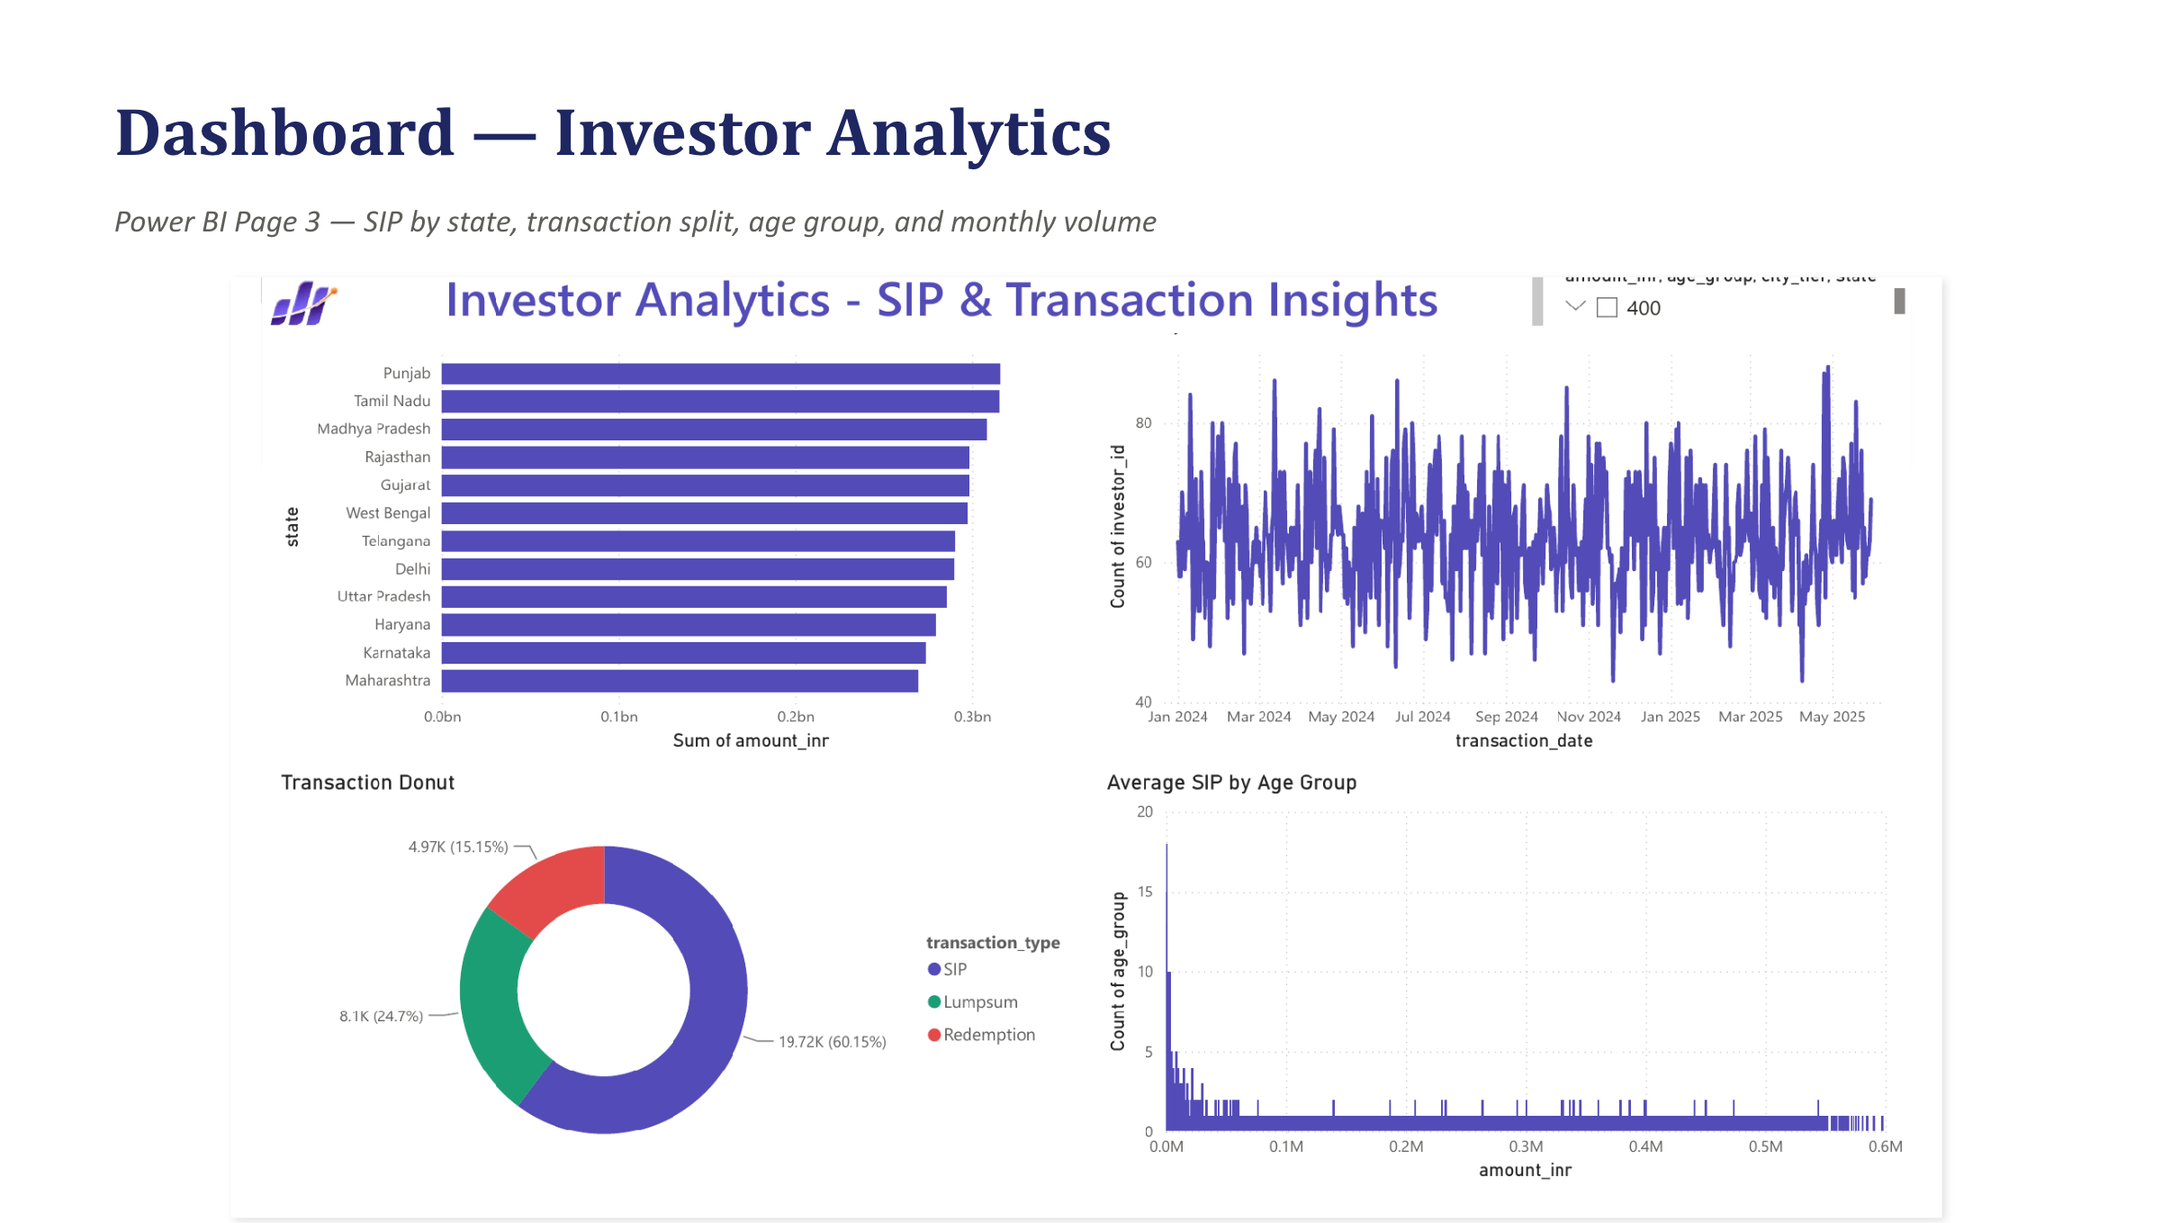 Dashboard — Investor Analytics
Power BI Page 3 — SIP by state, transaction split, age group, and monthly volume
Investor Analytics - SIP & Transaction Insights
amount_inr, age_group, city_tier, state
400
state
Punjab
Tamil Nadu
Madhya Pradesh
Rajasthan
Gujarat
West Bengal
Telangana
Delhi
Uttar Pradesh
Haryana
Karnataka
Maharashtra
0.0bn 0.1bn 0.2bn 0.3bn
Sum of amount_inr
Count of investor_id
80
60
40
Jan 2024 Mar 2024 May 2024 Jul 2024 Sep 2024 Nov 2024 Jan 2025 Mar 2025 May 2025
transaction_date
Transaction Donut
4.97K (15.15%)
8.1K (24.7%)
19.72K (60.15%)
transaction_type
SIP
Lumpsum
Redemption
Average SIP by Age Group
Count of age_group
20
15
10
5
0
0.0M 0.1M 0.2M 0.3M 0.4M 0.5M 0.6M
amount_inr